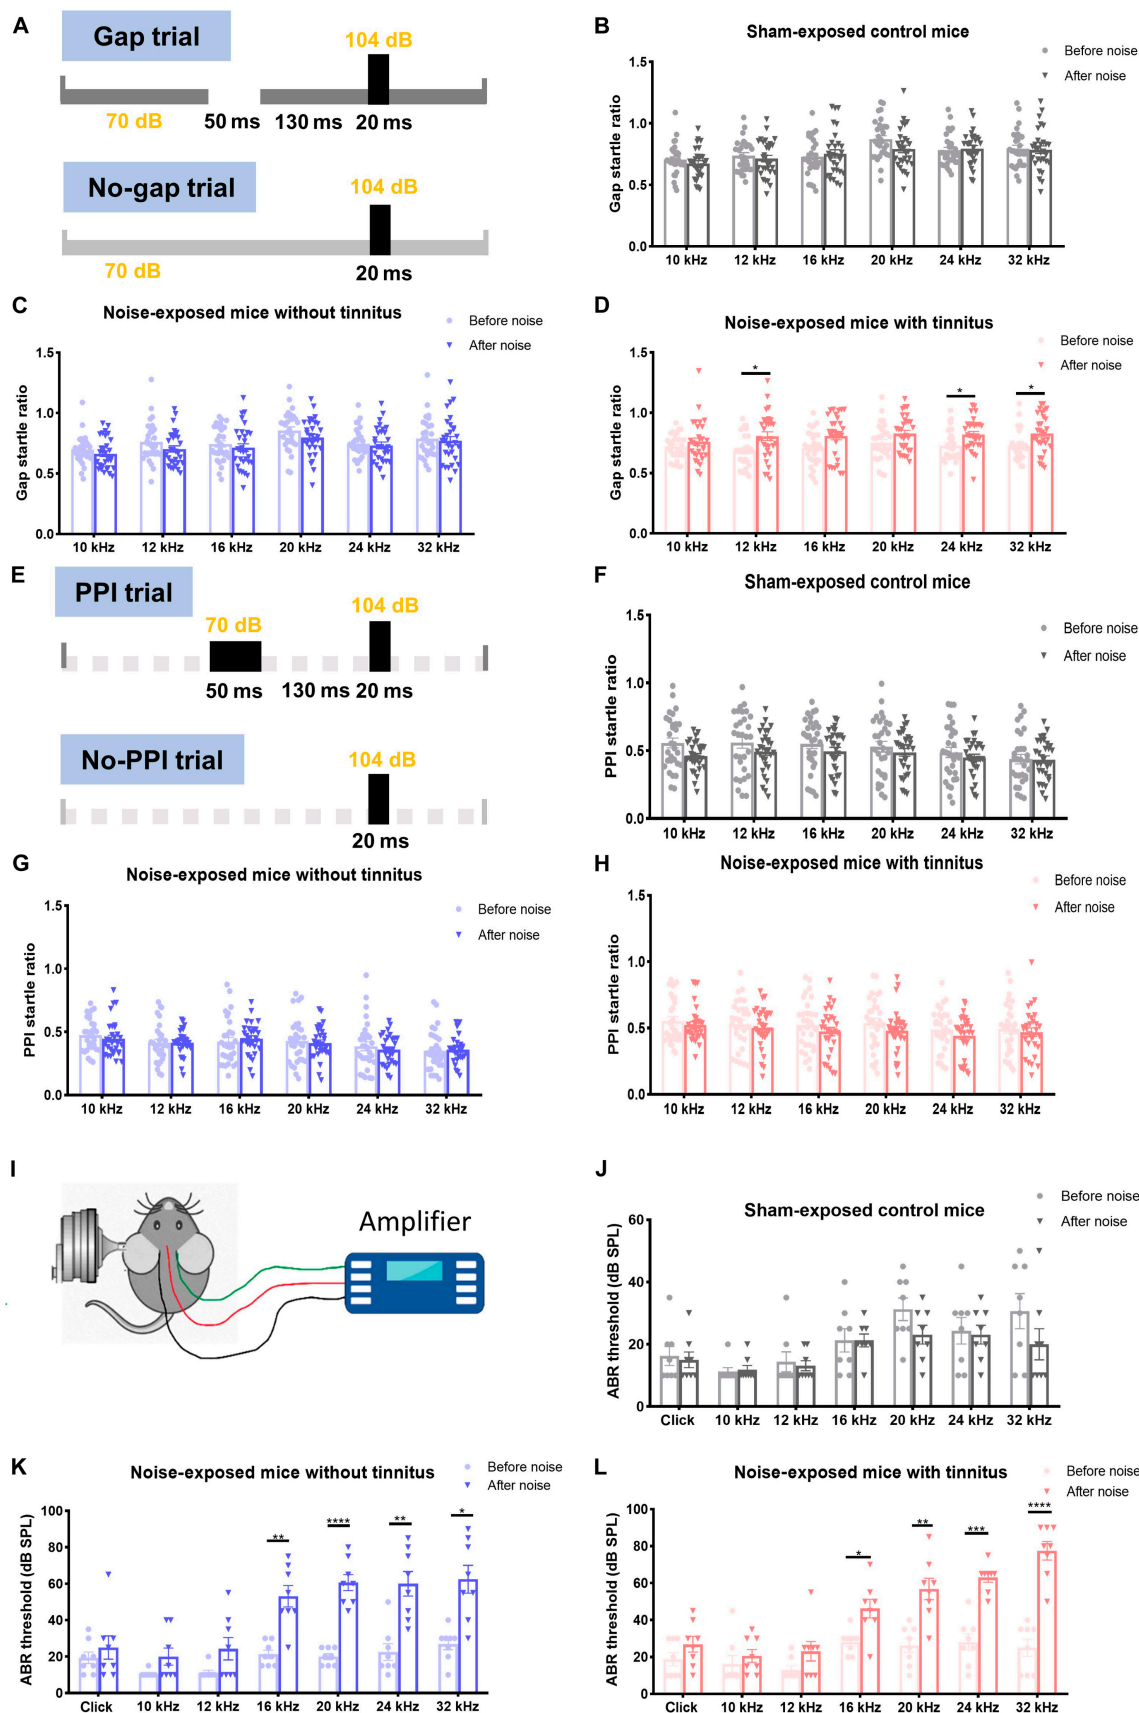 A
Gap trial
104 dB
70 dB
50 ms
130 ms
20 ms
No-gap trial
104 dB
70 dB
20 ms
B
Sham-exposed control mice
Before noise
After noise
Gap startle ratio
1.5
1.0
0.5
0.0
10 kHz 12 kHz 16 kHz 20 kHz 24 kHz 32 kHz
C
Noise-exposed mice without tinnitus
Before noise
After noise
Gap startle ratio
1.5
1.0
0.5
0.0
10 kHz 12 kHz 16 kHz 20 kHz 24 kHz 32 kHz
D
Noise-exposed mice with tinnitus
Before noise
After noise
Gap startle ratio
1.5
1.0
0.5
0.0
* * *
10 kHz 12 kHz 16 kHz 20 kHz 24 kHz 32 kHz
E
PPI trial
104 dB
70 dB
50 ms
130 ms
20 ms
No-PPI trial
104 dB
20 ms
F
Sham-exposed control mice
Before noise
After noise
PPI startle ratio
1.5
1.0
0.5
0.0
10 kHz 12 kHz 16 kHz 20 kHz 24 kHz 32 kHz
G
Noise-exposed mice without tinnitus
Before noise
After noise
PPI startle ratio
1.5
1.0
0.5
0.0
10 kHz 12 kHz 16 kHz 20 kHz 24 kHz 32 kHz
H
Noise-exposed mice with tinnitus
Before noise
After noise
PPI startle ratio
1.5
1.0
0.5
0.0
10 kHz 12 kHz 16 kHz 20 kHz 24 kHz 32 kHz
I
Amplifier
J
Sham-exposed control mice
Before noise
After noise
ABR threshold (dB SPL)
60
40
20
0
Click 10 kHz 12 kHz 16 kHz 20 kHz 24 kHz 32 kHz
K
Noise-exposed mice without tinnitus
Before noise
After noise
ABR threshold (dB SPL)
100
80
60
40
20
0
** **** ** *
Click 10 kHz 12 kHz 16 kHz 20 kHz 24 kHz 32 kHz
L
Noise-exposed mice with tinnitus
Before noise
After noise
ABR threshold (dB SPL)
100
80
60
40
20
0
* ** *** ****
Click 10 kHz 12 kHz 16 kHz 20 kHz 24 kHz 32 kHz